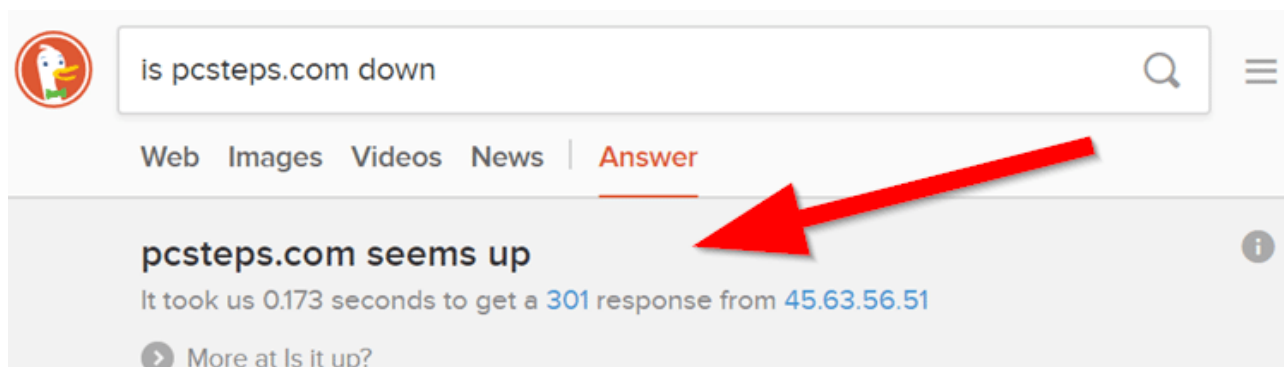 is pcsteps.com down
Web Images Videos News Answer
pcsteps.com seems up
It took us 0.173 seconds to get a 301 response from 45.63.56.51
More at Is it up?